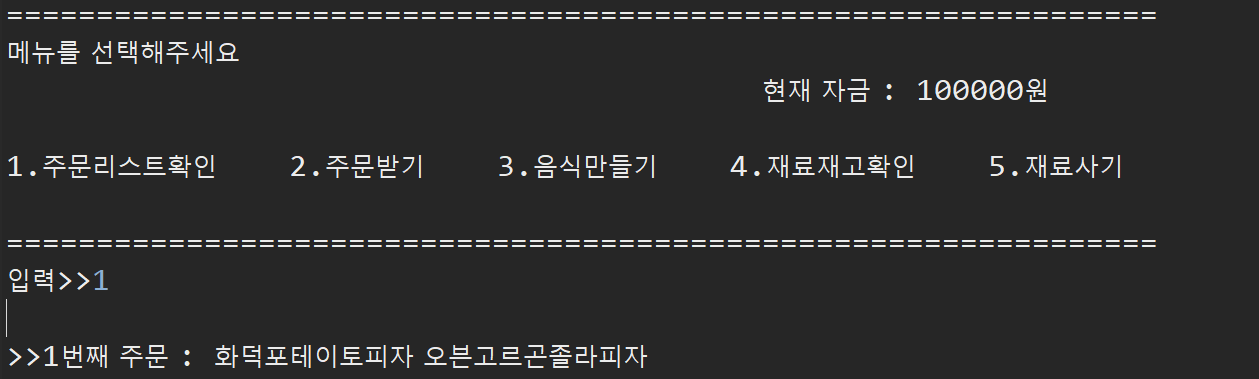 ================================================================
메뉴를 선택해주세요
현재 자금 : 100000원
1.주문리스트확인 2.주문받기 3.음식만들기 4.재료재고확인 5.재료사기
================================================================
입력>>1
>>1번째 주문 : 화덕포테이토피자 오븐고르곤졸라피자